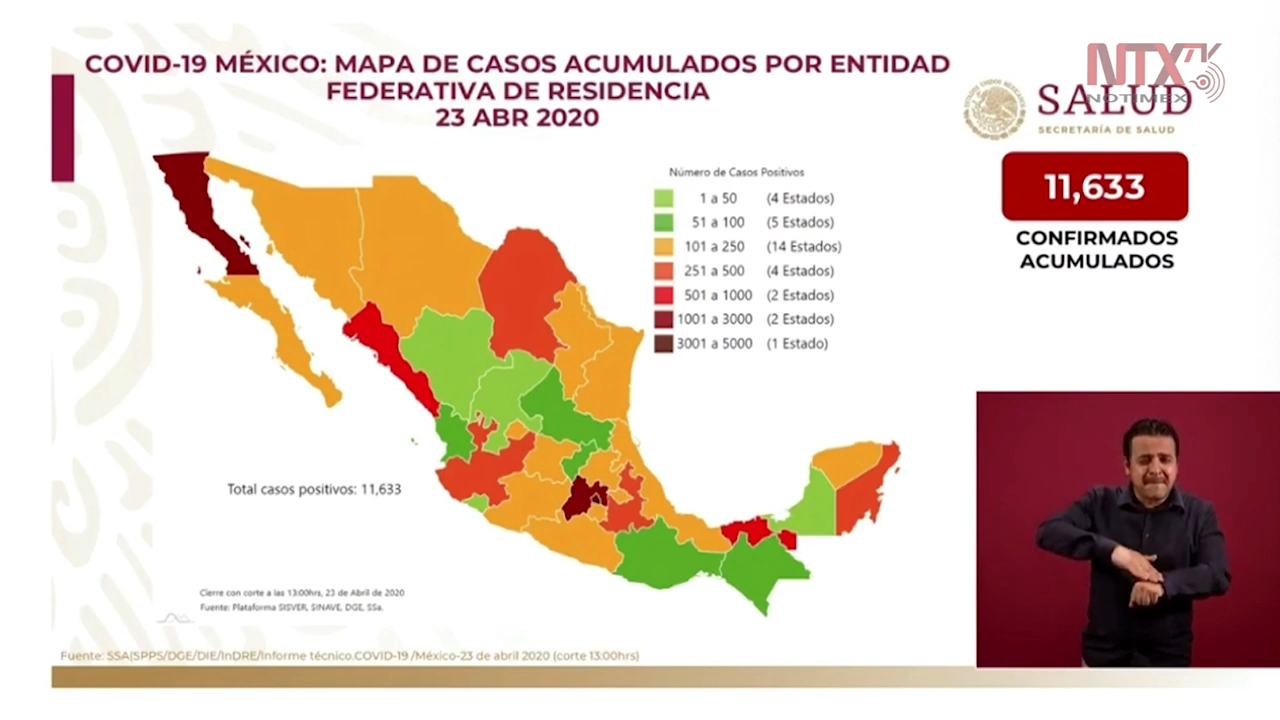 COVID-19 MÉXICO: MAPA DE CASOS ACUMULADOS POR ENTIDAD
FEDERATIVA DE RESIDENCIA
23 ABR 2020
NTX
NOTIMEX
SALUD
SECRETARÍA DE SALUD
11,633
CONFIRMADOS
ACUMULADOS
Número de Casos Positivos
1 a 50 (4 Estados)
51 a 100 (5 Estados)
101 a 250 (14 Estados)
251 a 500 (4 Estados)
501 a 1000 (2 Estados)
1001 a 3000 (2 Estados)
3001 a 5000 (1 Estado)
Total casos positivos: 11,633
Cierre con corte a las 13:00hrs, 23 de Abril de 2020
Fuente: Plataforma SISVER, SINAVE, DGE, SSa.
Fuente: SSA(SPPS/DGE/DIE/InDRE/Informe técnico.COVID-19 /México-23 de abril 2020 (corte 13:00hrs)